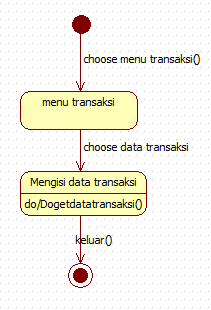 choose menu transaksi()
menu transaksi
choose data transaksi
Mengisi data transaksi
do/Dogetdatatransaksi()
keluar()